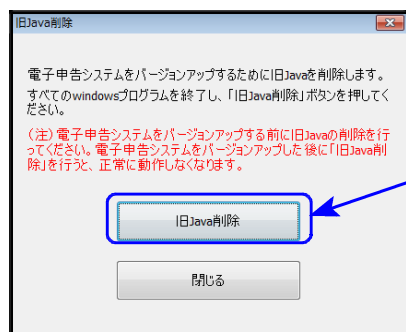 旧Java削除
電子申告システムをバージョンアップするために旧Javaを削除します。
すべてのwindowsプログラムを終了し、「旧Java削除」ボタンを押してく
ださい。
（注）電子申告システムをバージョンアップする前に旧Javaの削除を行
ってください。電子申告システムをバージョンアップした後に「旧Java削
除」を行うと、正常に動作しなくなります。
旧Java削除
閉じる